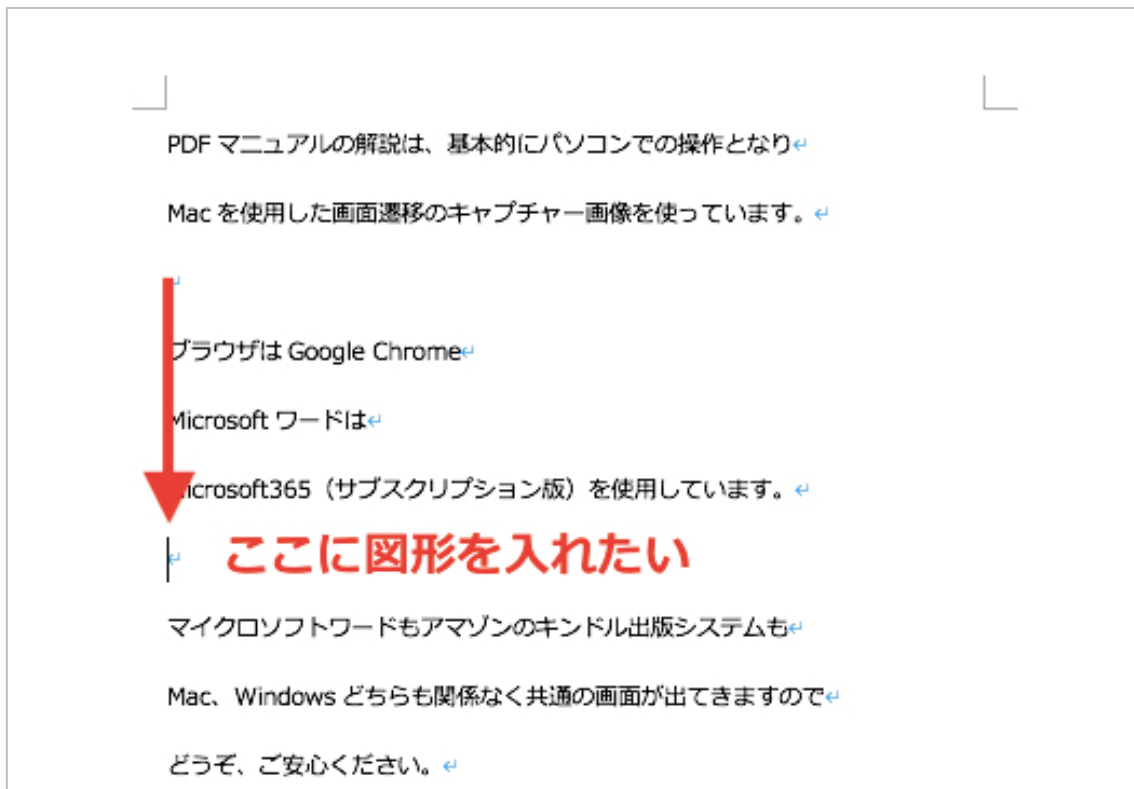 PDF マニュアルの解説は、基本的にパソコンでの操作となり↵
Mac を使用した画面遷移のキャプチャー画像を使っています。↵
↵
ブラウザは Google Chrome↵
Microsoft ワードは↵
Microsoft365（サブスクリプション版）を使用しています。↵
↵ ここに図形を入れたい
マイクロソフトワードもアマゾンのキンドル出版システムも↵
Mac、Windows どちらも関係なく共通の画面が出てきますので↵
どうぞ、ご安心ください。↵